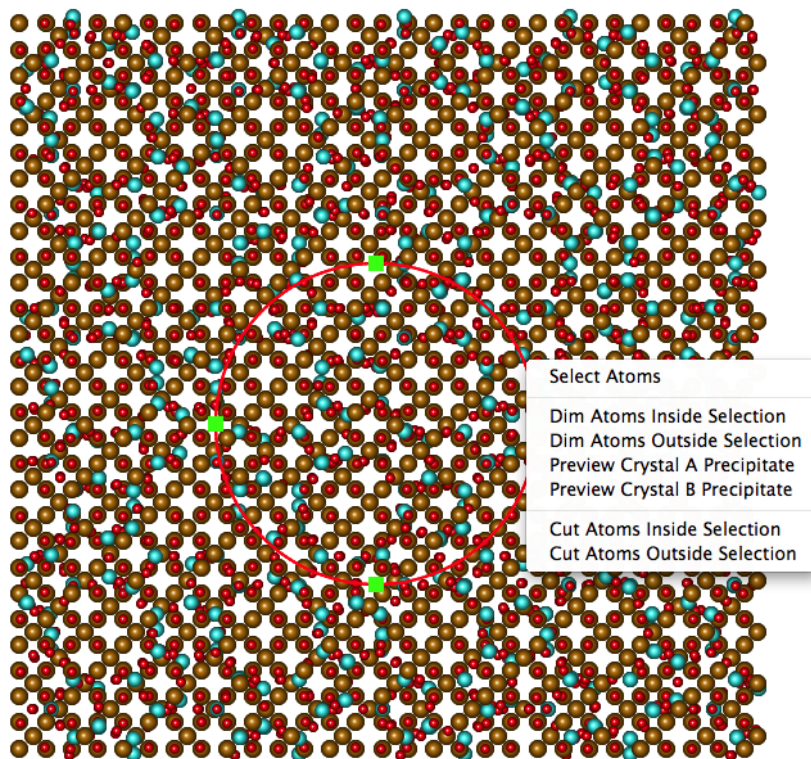 Select Atoms
Dim Atoms Inside Selection
Dim Atoms Outside Selection
Preview Crystal A Precipitate
Preview Crystal B Precipitate
Cut Atoms Inside Selection
Cut Atoms Outside Selection